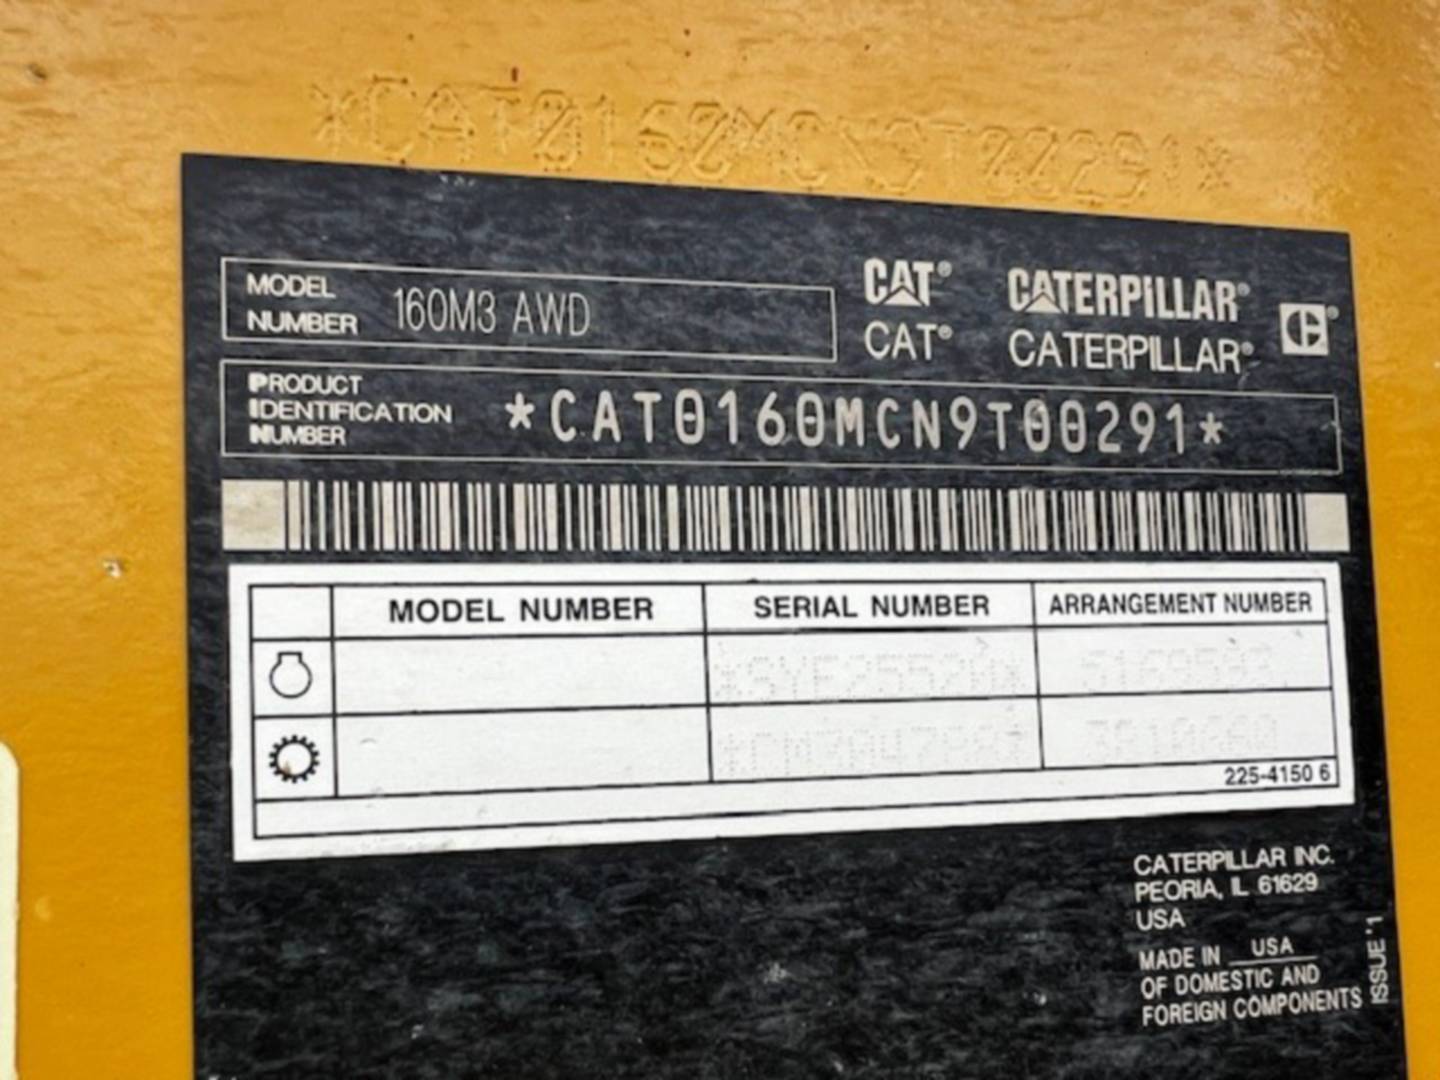 *CAT0160MCN9T00291*
MODEL NUMBER 160M3 AWD
CAT® CATERPILLAR®
CAT® CATERPILLAR®
PRODUCT IDENTIFICATION NUMBER *CAT0160MCN9T00291*
MODEL NUMBER SERIAL NUMBER ARRANGEMENT NUMBER
225-4150 6
CATERPILLAR INC.
PEORIA, IL 61629
USA
MADE IN USA
OF DOMESTIC AND
FOREIGN COMPONENTS
ISSUE '1